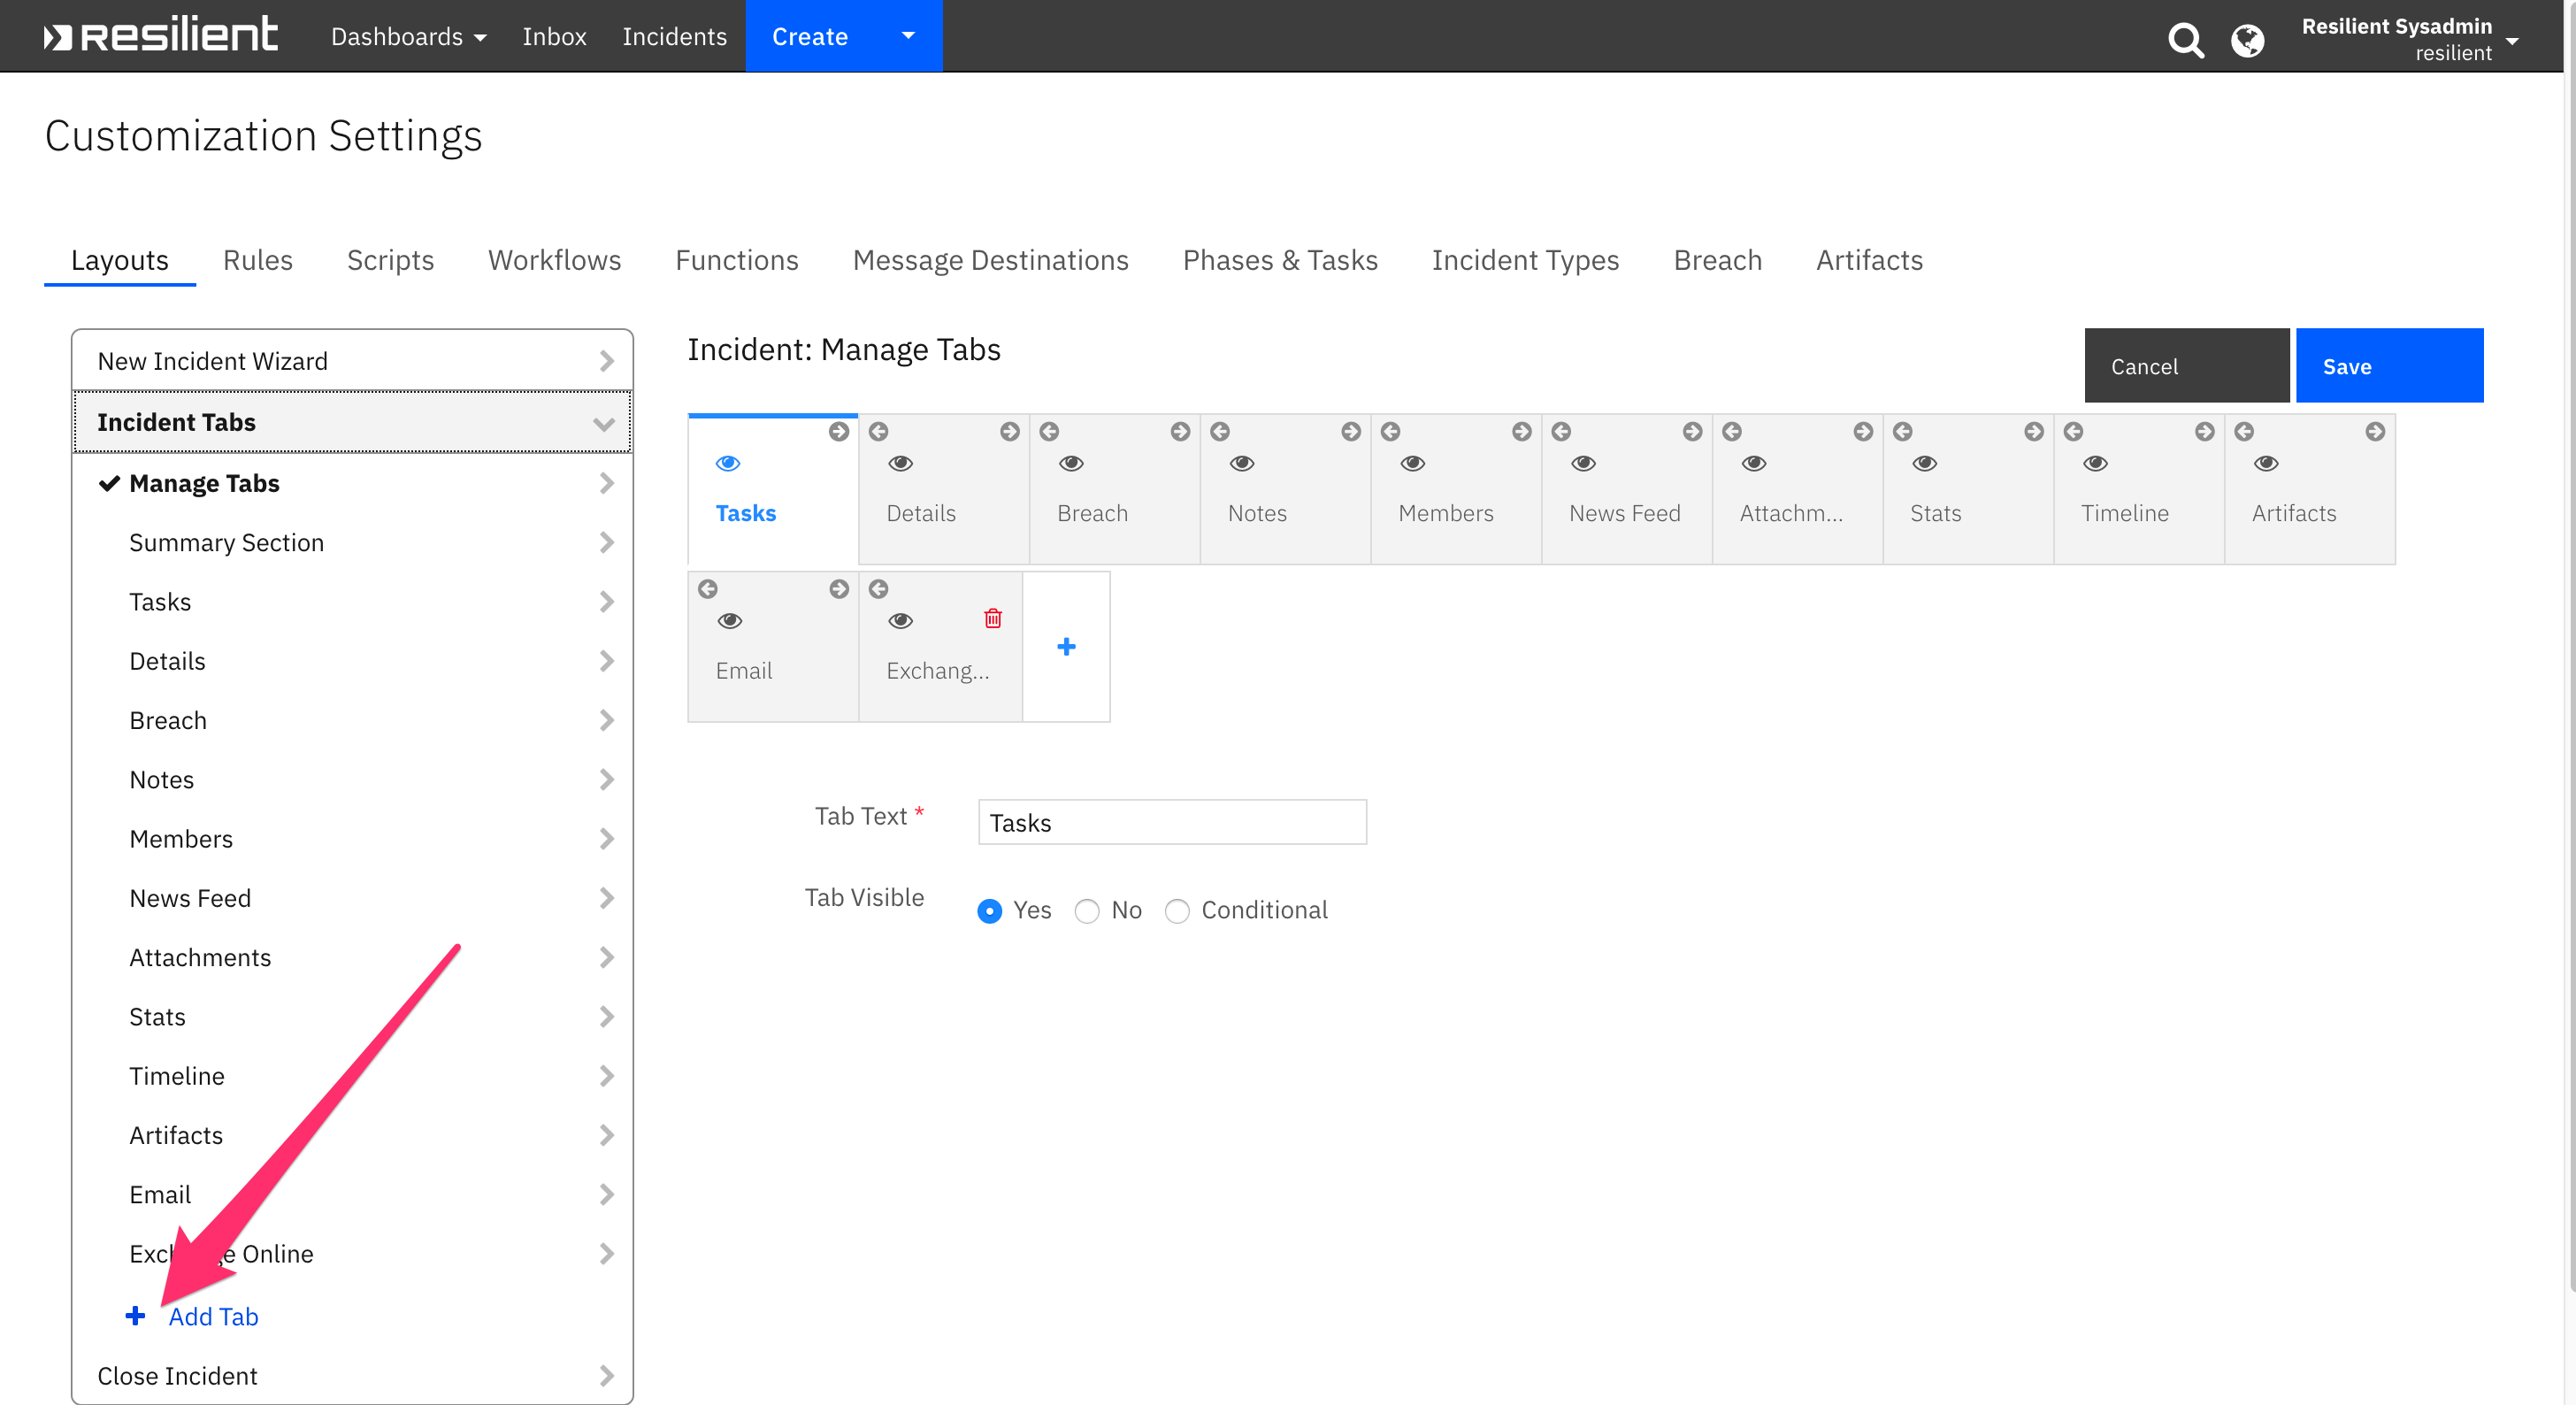 resilient
Dashboards
Inbox
Incidents
Create
Resilient Sysadmin
resilient
Customization Settings
Layouts
Rules
Scripts
Workflows
Functions
Message Destinations
Phases & Tasks
Incident Types
Breach
Artifacts
New Incident Wizard
Incident Tabs
Manage Tabs
Summary Section
Tasks
Details
Breach
Notes
Members
News Feed
Attachments
Stats
Timeline
Artifacts
Email
Online
Add Tab
Close Incident
Incident: Manage Tabs
Cancel
Save
Tasks
Details
Breach
Notes
Members
News Feed
Attachm...
Stats
Timeline
Artifacts
Email
Exchang...
Tab Text *
Tasks
Tab Visible
Yes
No
Conditional